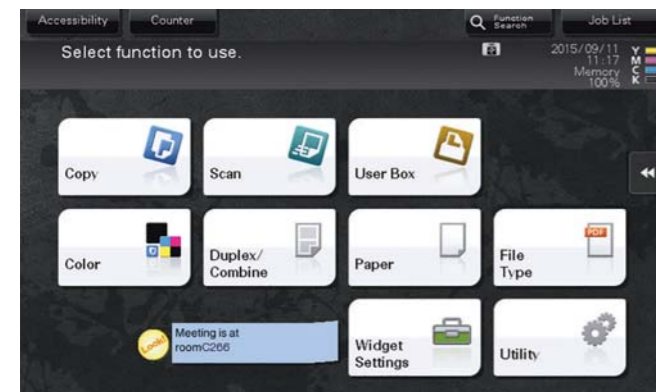 Accessibility
Counter
Function
Search
Job List
Select function to use.
2015/09/11
11:17
Memory
100%
Y
M
C
K
Copy
Scan
User Box
Color
Duplex/
Combine
Paper
PDF
File
Type
Look!
Meeting is at
roomC266
Widget
Settings
Utility